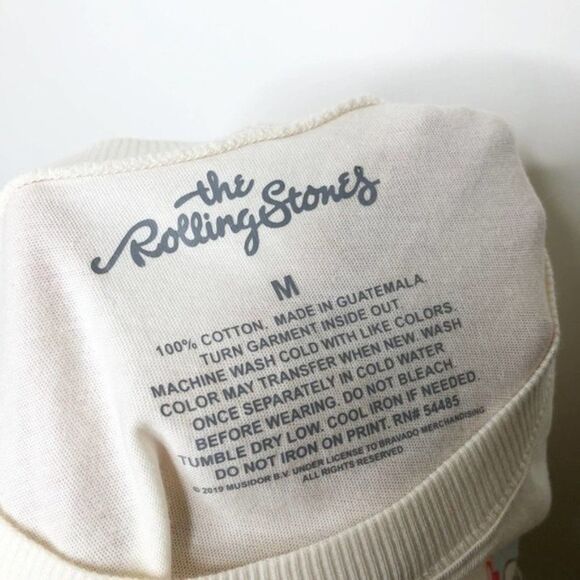 the
Rolling Stones
M
100% COTTON. MADE IN GUATEMALA.
TURN GARMENT INSIDE OUT
MACHINE WASH COLD WITH LIKE COLORS.
COLOR MAY TRANSFER WHEN NEW. WASH
ONCE SEPARATELY IN COLD WATER
BEFORE WEARING. DO NOT BLEACH
TUMBLE DRY LOW. COOL IRON IF NEEDED.
DO NOT IRON ON PRINT. RN# 54485
© 2019 MUSIDOR B.V. UNDER LICENSE TO BRAVADO MERCHANDISING
ALL RIGHTS RESERVED